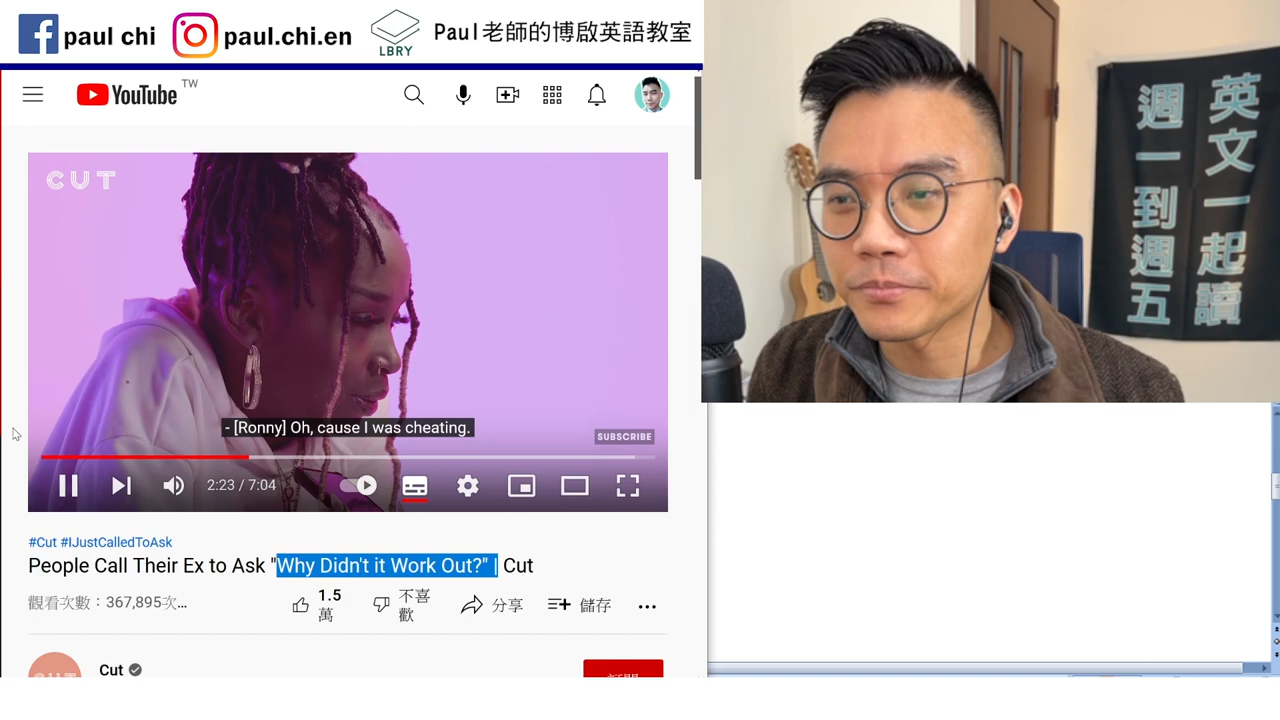 paul chi
paul.chi.en
LBRY
Paul老師的博啟英語教室
YouTube TW
CUT
- [Ronny] Oh, cause I was cheating.
SUBSCRIBE
2:23 / 7:04
#Cut #IJustCalledToAsk
People Call Their Ex to Ask "Why Didn't it Work Out?" | Cut
觀看次數：367,895次...
1.5
萬
不喜
歡
分享
儲存
Cut
英文一起讀
週一到週五